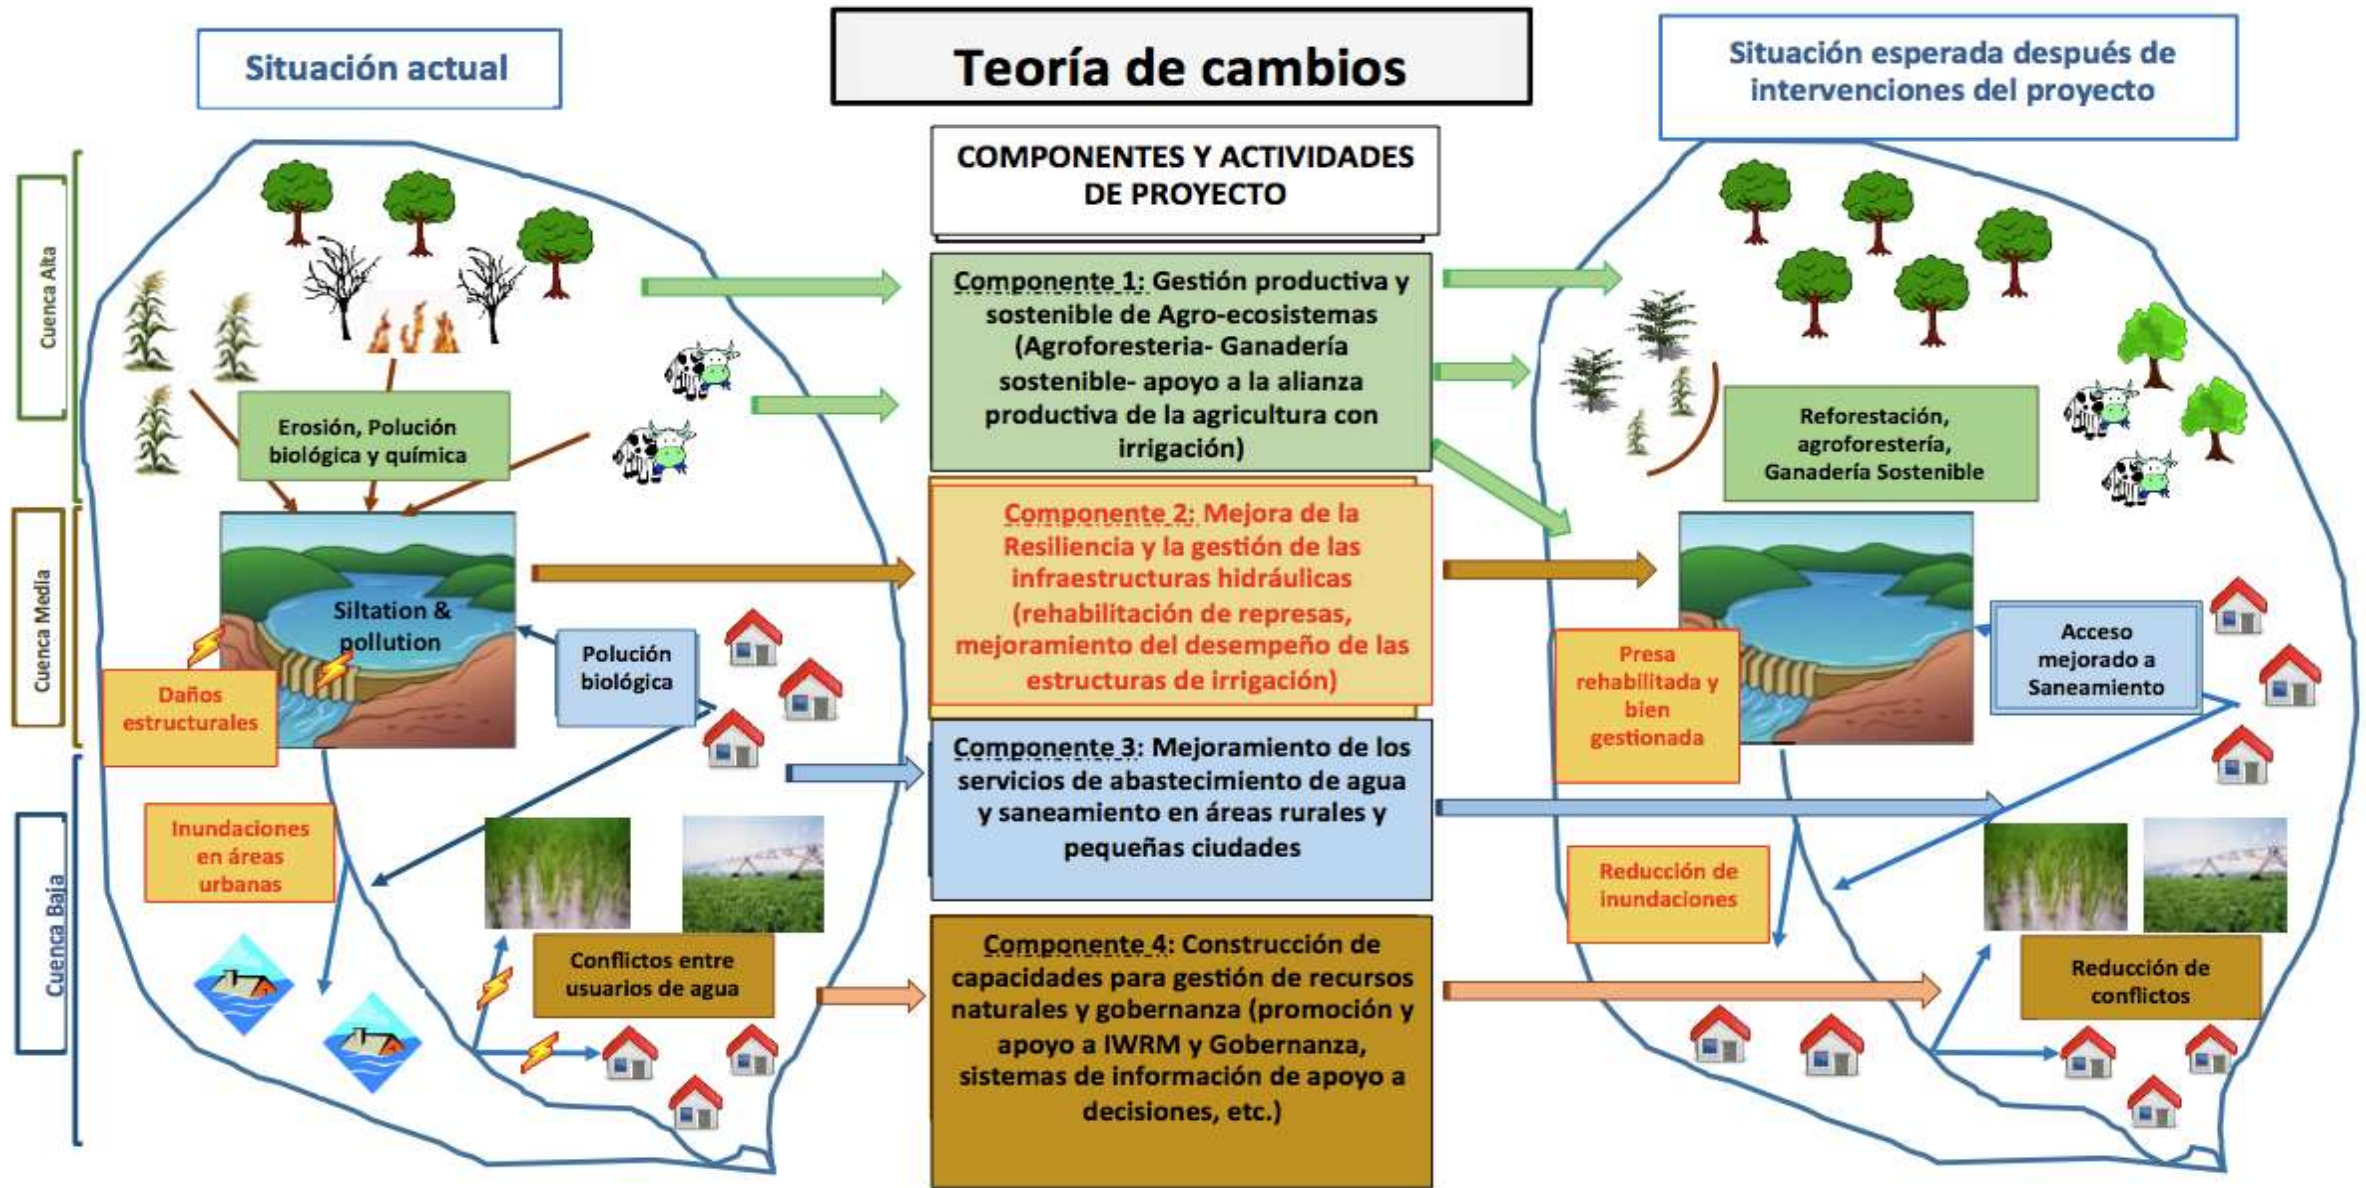 Teoría de cambios
Situación actual
Situación esperada después de
intervenciones del proyecto
Cuenca Alta
Cuenca Media
Cuenca Baja
Erosión, Polución
biológica y química
Siltation &
pollution
Daños
estructurales
Polución
biológica
Inundaciones
en áreas
urbanas
Conflictos entre
usuarios de agua
COMPONENTES Y ACTIVIDADES
DE PROYECTO
Componente 1: Gestión productiva y
sostenible de Agro-ecosistemas
(Agroforesteria- Ganadería
sostenible- apoyo a la alianza
productiva de la agricultura con
irrigación)
Componente 2: Mejora de la
Resiliencia y la gestión de las
infraestructuras hidráulicas
(rehabilitación de represas,
mejoramiento del desempeño de las
estructuras de irrigación)
Componente 3: Mejoramiento de los
servicios de abastecimiento de agua
y saneamiento en áreas rurales y
pequeñas ciudades
Componente 4: Construcción de
capacidades para gestión de recursos
naturales y gobernanza (promoción y
apoyo a IWRM y Gobernanza,
sistemas de información de apoyo a
decisiones, etc.)
Reforestación,
agroforestería,
Ganadería Sostenible
Presa
rehabilitada y
bien
gestionada
Acceso
mejorado a
Saneamiento
Reducción de
inundaciones
Reducción de
conflictos